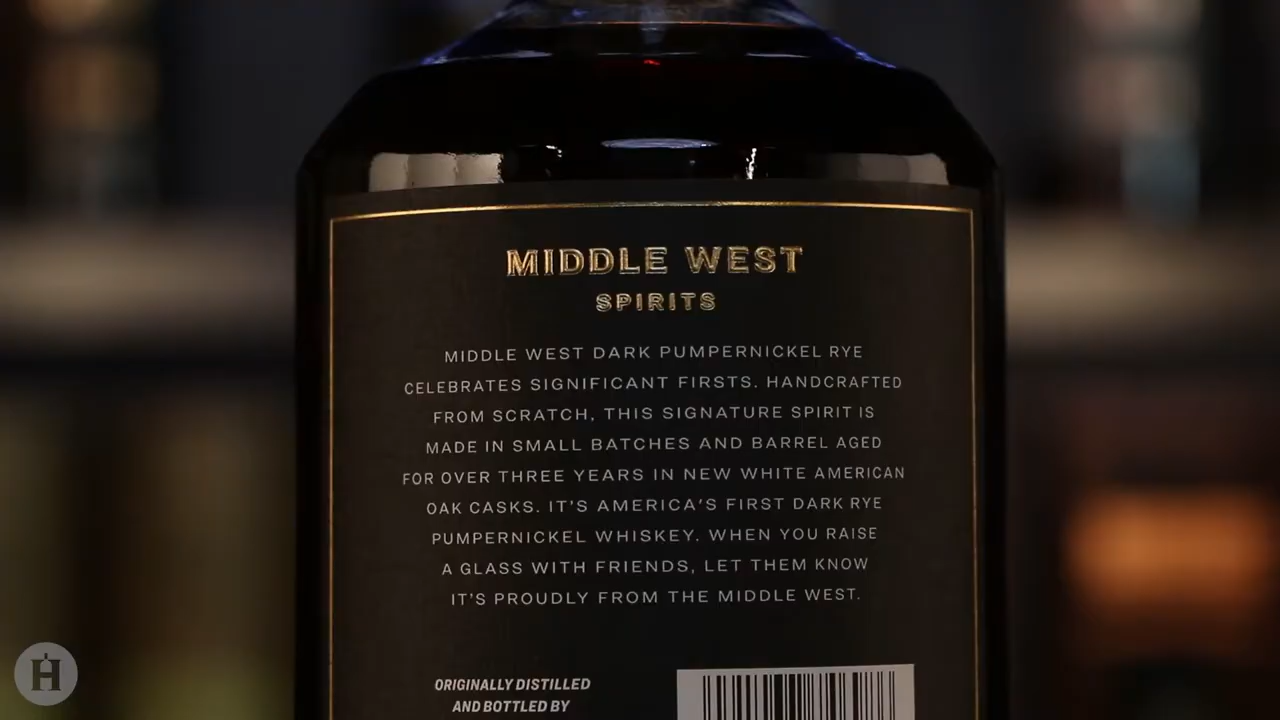 MIDDLE WEST
SPIRITS
MIDDLE WEST DARK PUMPERNICKEL RYE
CELEBRATES SIGNIFICANT FIRSTS. HANDCRAFTED
FROM SCRATCH, THIS SIGNATURE SPIRIT IS
MADE IN SMALL BATCHES AND BARREL AGED
FOR OVER THREE YEARS IN NEW WHITE AMERICAN
OAK CASKS. IT'S AMERICA'S FIRST DARK RYE
PUMPERNICKEL WHISKEY. WHEN YOU RAISE
A GLASS WITH FRIENDS, LET THEM KNOW
IT'S PROUDLY FROM THE MIDDLE WEST.
ORIGINALLY DISTILLED
AND BOTTLED BY
H